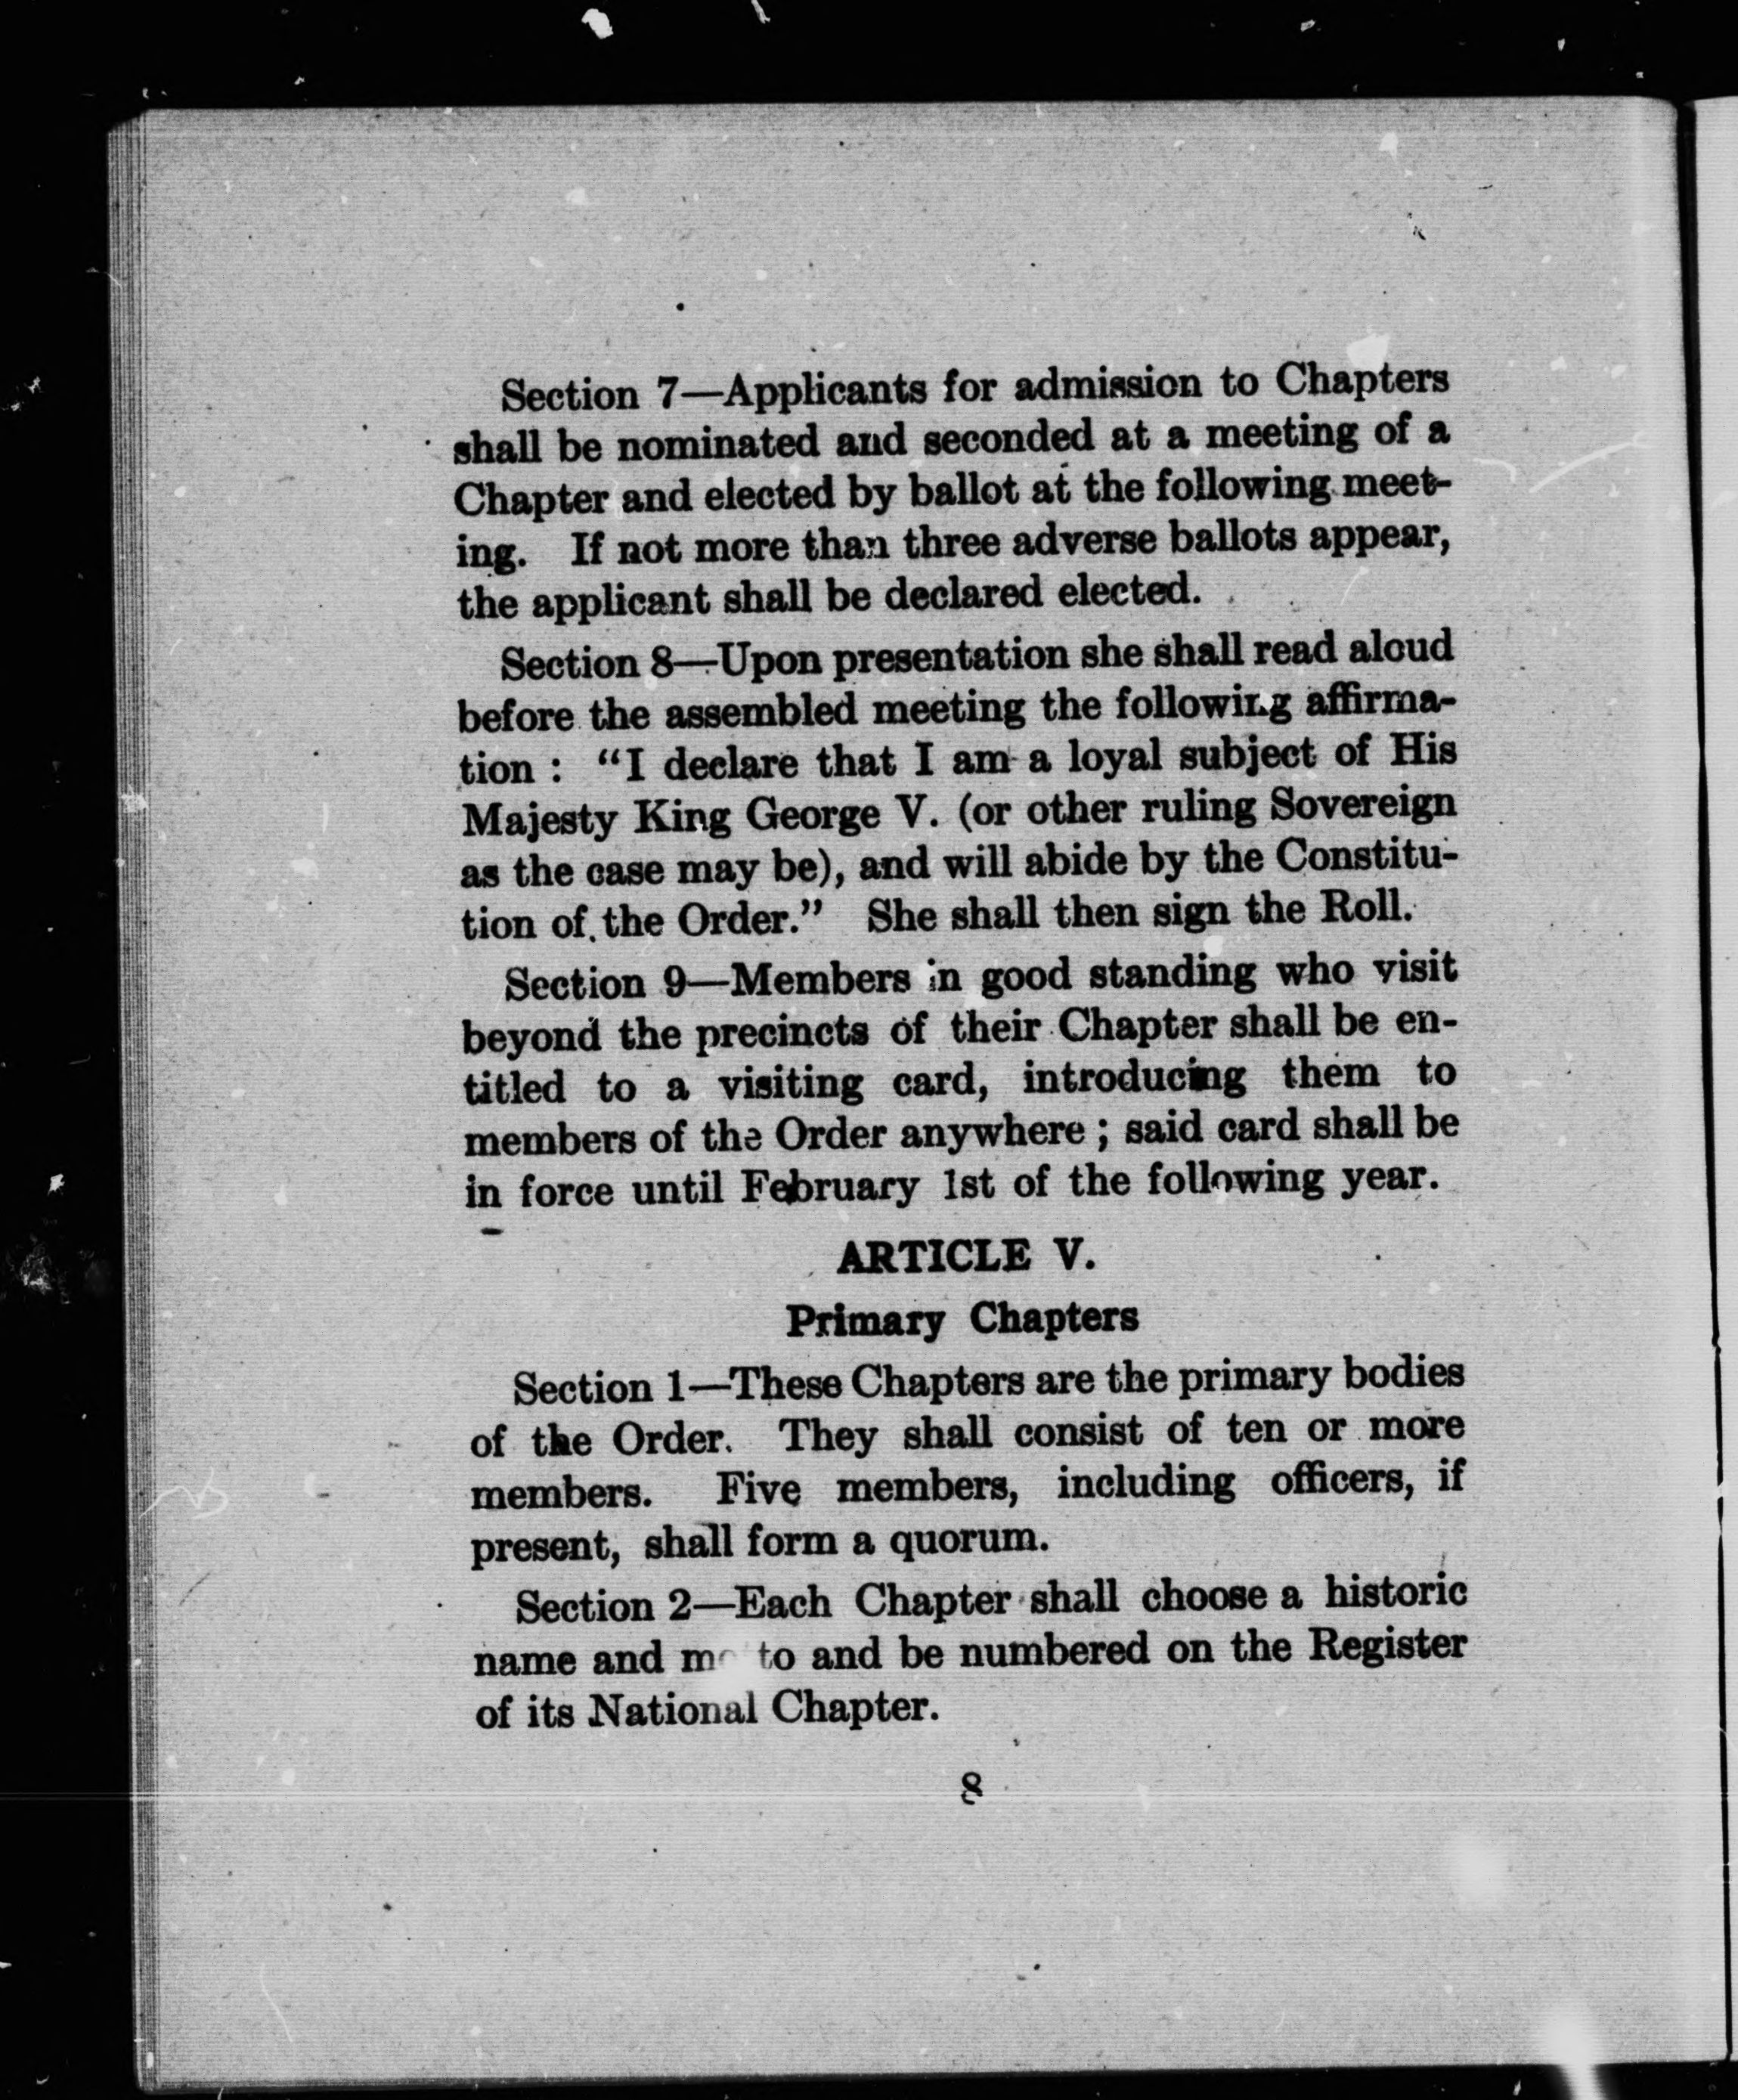 Section 7—Applicants for admission to Chapters
shall be nominated and seconded at a meeting of a
Chapter and elected by ballot at the following meet-
ing. If not more than three adverse ballots appear,
the applicant shall be declared elected.
Section 8—Upon presentation she shall read aloud
before the assembled meeting the following affirma-
tion : “I declare that I am a loyal subject of His
Majesty King George V. (or other ruling Sovereign
as the case may be), and will abide by the Constitu-
tion of the Order.” She shall then sign the Roll.
Section 9—Members in good standing who visit
beyond the precincts of their Chapter shall be en-
titled to a visiting card, introducing them to
members of the Order anywhere ; said card shall be
in force until February 1st of the following year.
ARTICLE V.
Primary Chapters
Section 1—These Chapters are the primary bodies
of the Order. They shall consist of ten or more
members. Five members, including officers, if
present, shall form a quorum.
Section 2—Each Chapter shall choose a historic
name and motto and be numbered on the Register
of its National Chapter.
8